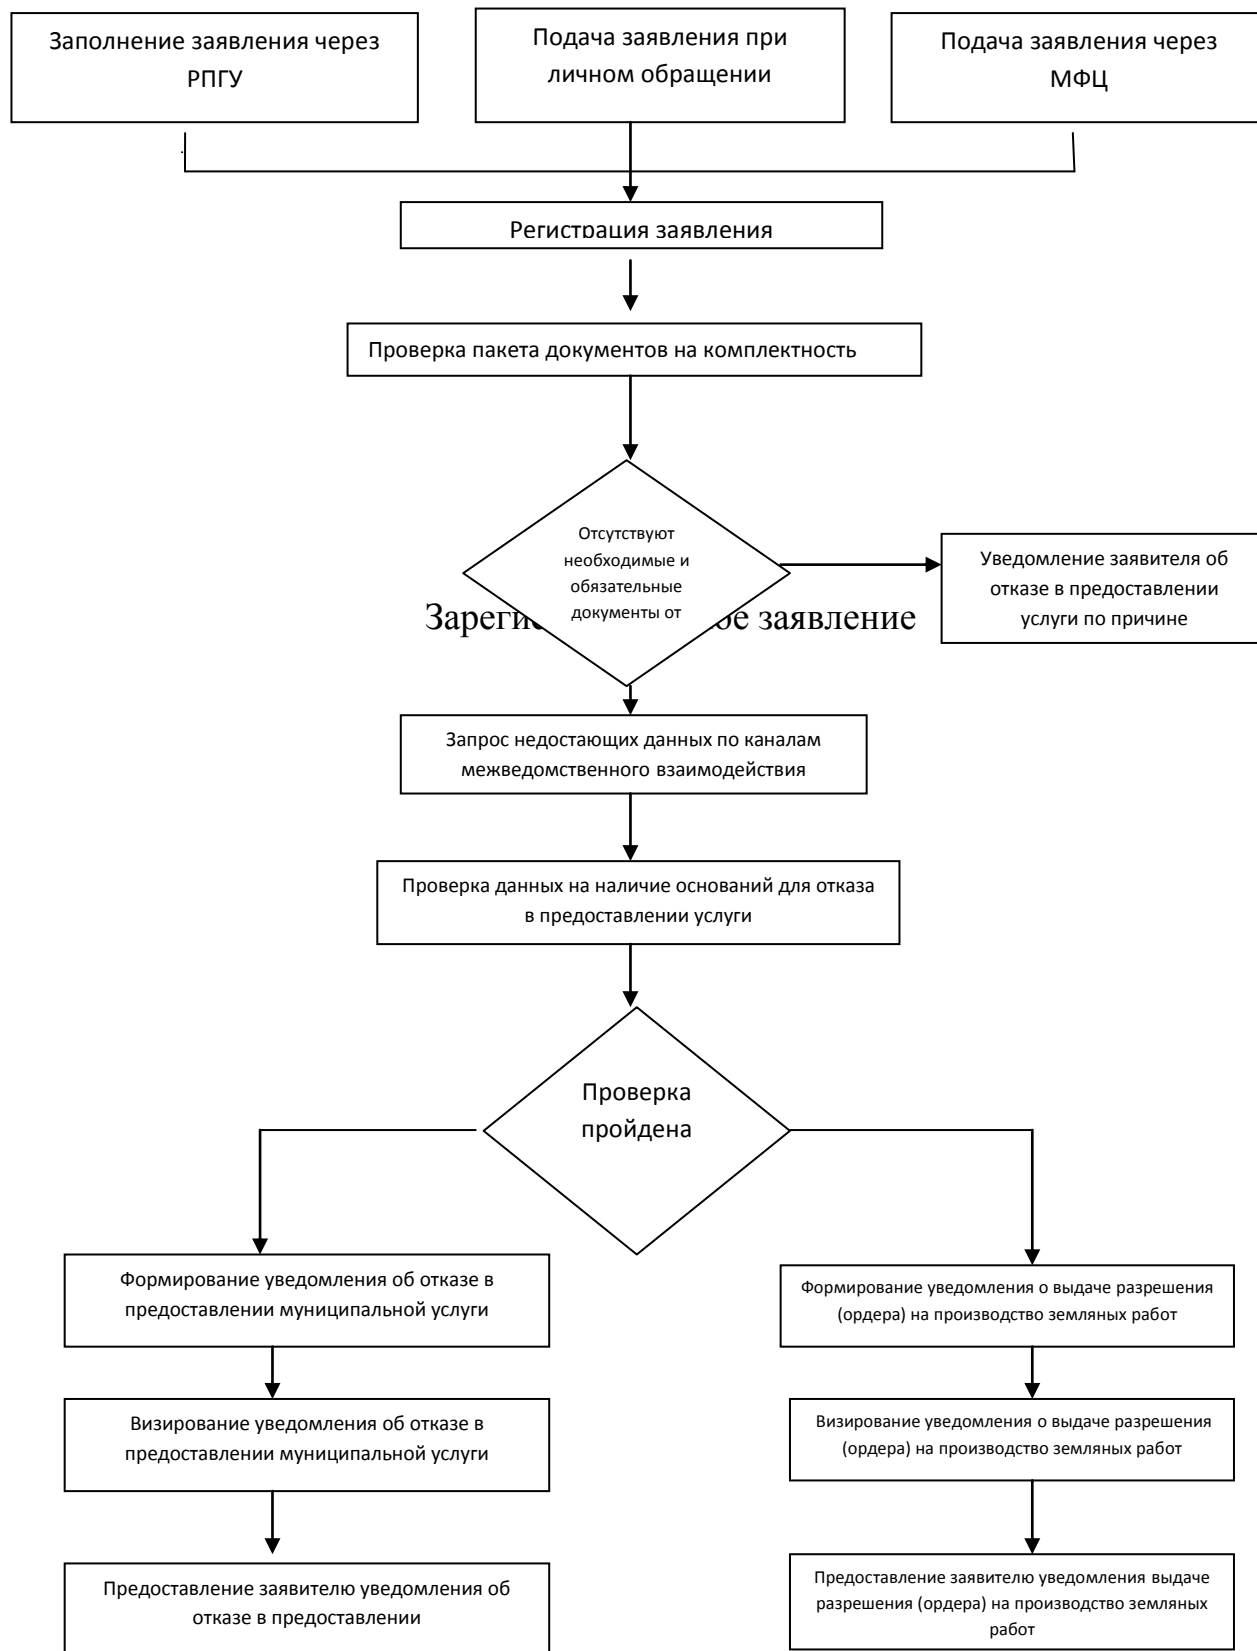 Заполнение заявления через
РПГУ
Подача заявления при
личном обращении
Подача заявления через
МФЦ
Регистрация заявления
Проверка пакета документов на комплектность
Отсутствуют
необходимые и
обязательные
документы от
Уведомление заявителя об
отказе в предоставлении
услуги по причине
заявление
Запрос недостающих данных по каналам
межведомственного взаимодействия
Проверка данных на наличие оснований для отказа
в предоставлении услуги
Проверка
пройдена
Формирование уведомления об отказе в
предоставлении муниципальной услуги
Формирование уведомления о выдаче разрешения
(ордера) на производство земляных работ
Визирование уведомления об отказе в
предоставлении муниципальной услуги
Визирование уведомления о выдаче разрешения
(ордера) на производство земляных работ
Предоставление заявителю уведомления об
отказе в предоставлении
Предоставление заявителю уведомления выдаче
разрешения (ордера) на производство земляных
работ